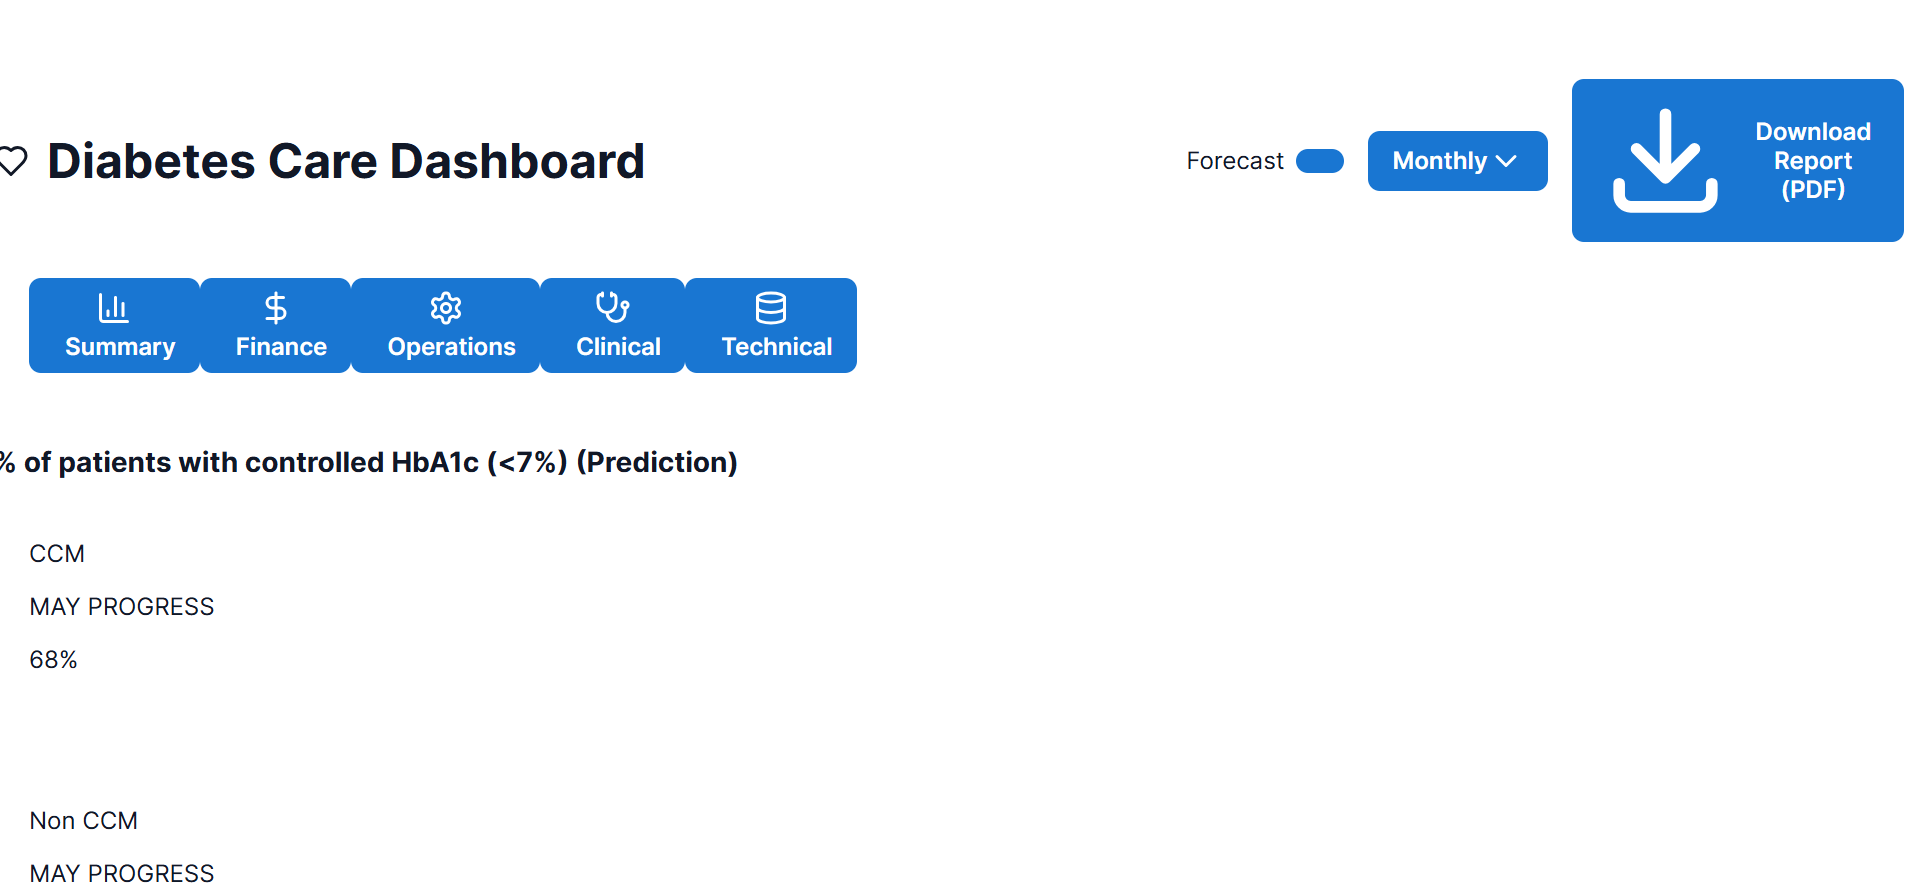 Diabetes Care Dashboard
Forecast
Monthly
Download
Report
(PDF)
Summary
Finance
Operations
Clinical
Technical
% of patients with controlled HbA1c (<7%) (Prediction)
CCM
MAY PROGRESS
68%
Non CCM
MAY PROGRESS